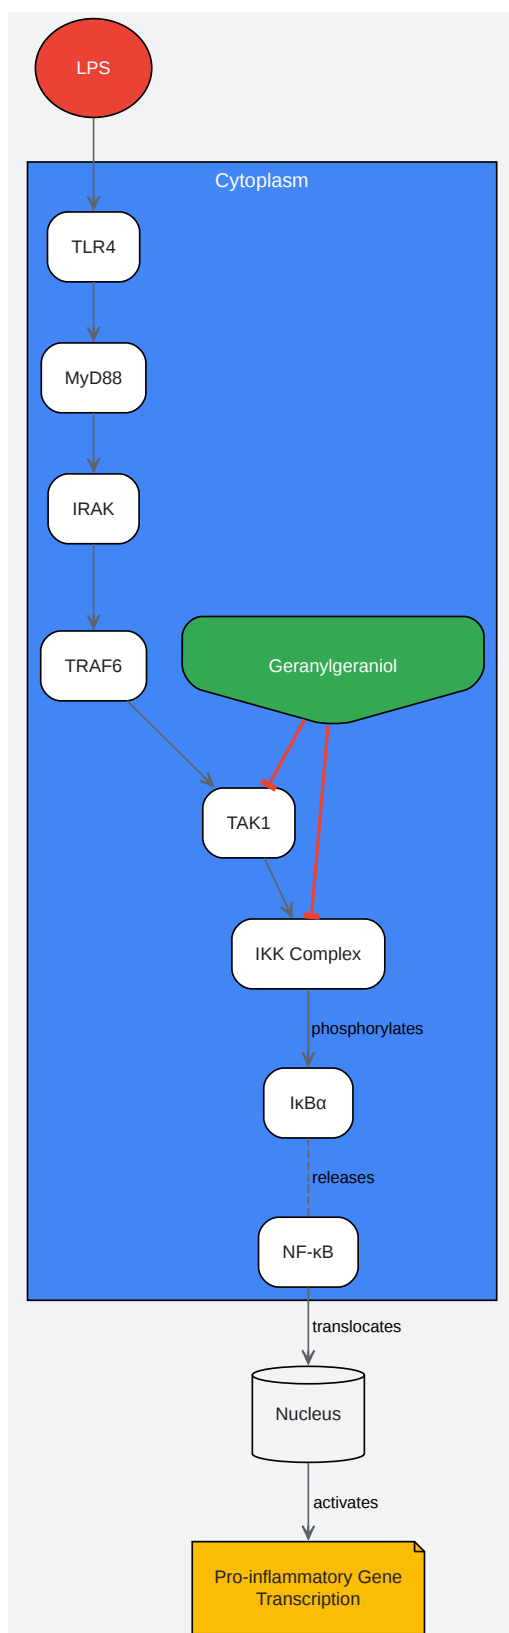 LPS
Cytoplasm
TLR4
MyD88
IRAK
TRAF6
Geranylgeraniol
TAK1
IKK Complex
phosphorylates
IκBα
releases
NF-κB
translocates
Nucleus
activates
Pro-inflammatory Gene
Transcription